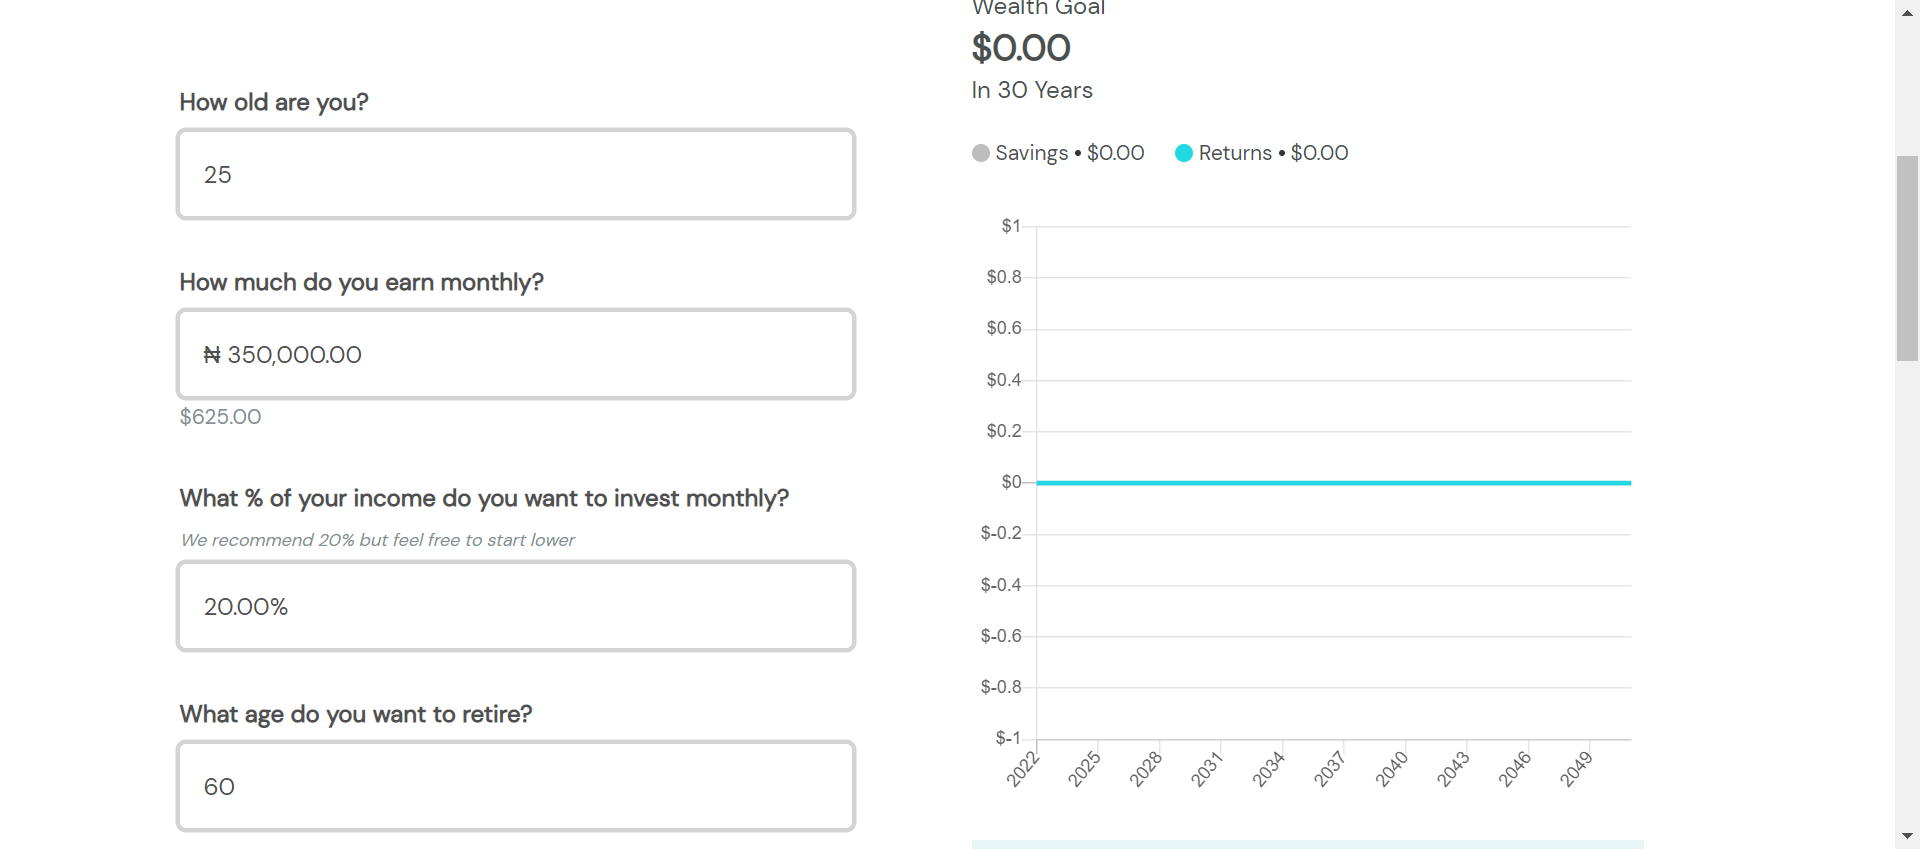 How old are you?
25
How much do you earn monthly?
₦ 350,000.00
$625.00
What % of your income do you want to invest monthly?
We recommend 20% but feel free to start lower
20.00%
What age do you want to retire?
60
Wealth Goal
$0.00
In 30 Years
Savings • $0.00 Returns • $0.00
$1
$0.8
$0.6
$0.4
$0.2
$0
$-0.2
$-0.4
$-0.6
$-0.8
$-1
2022 2025 2028 2031 2034 2037 2040 2043 2046 2049